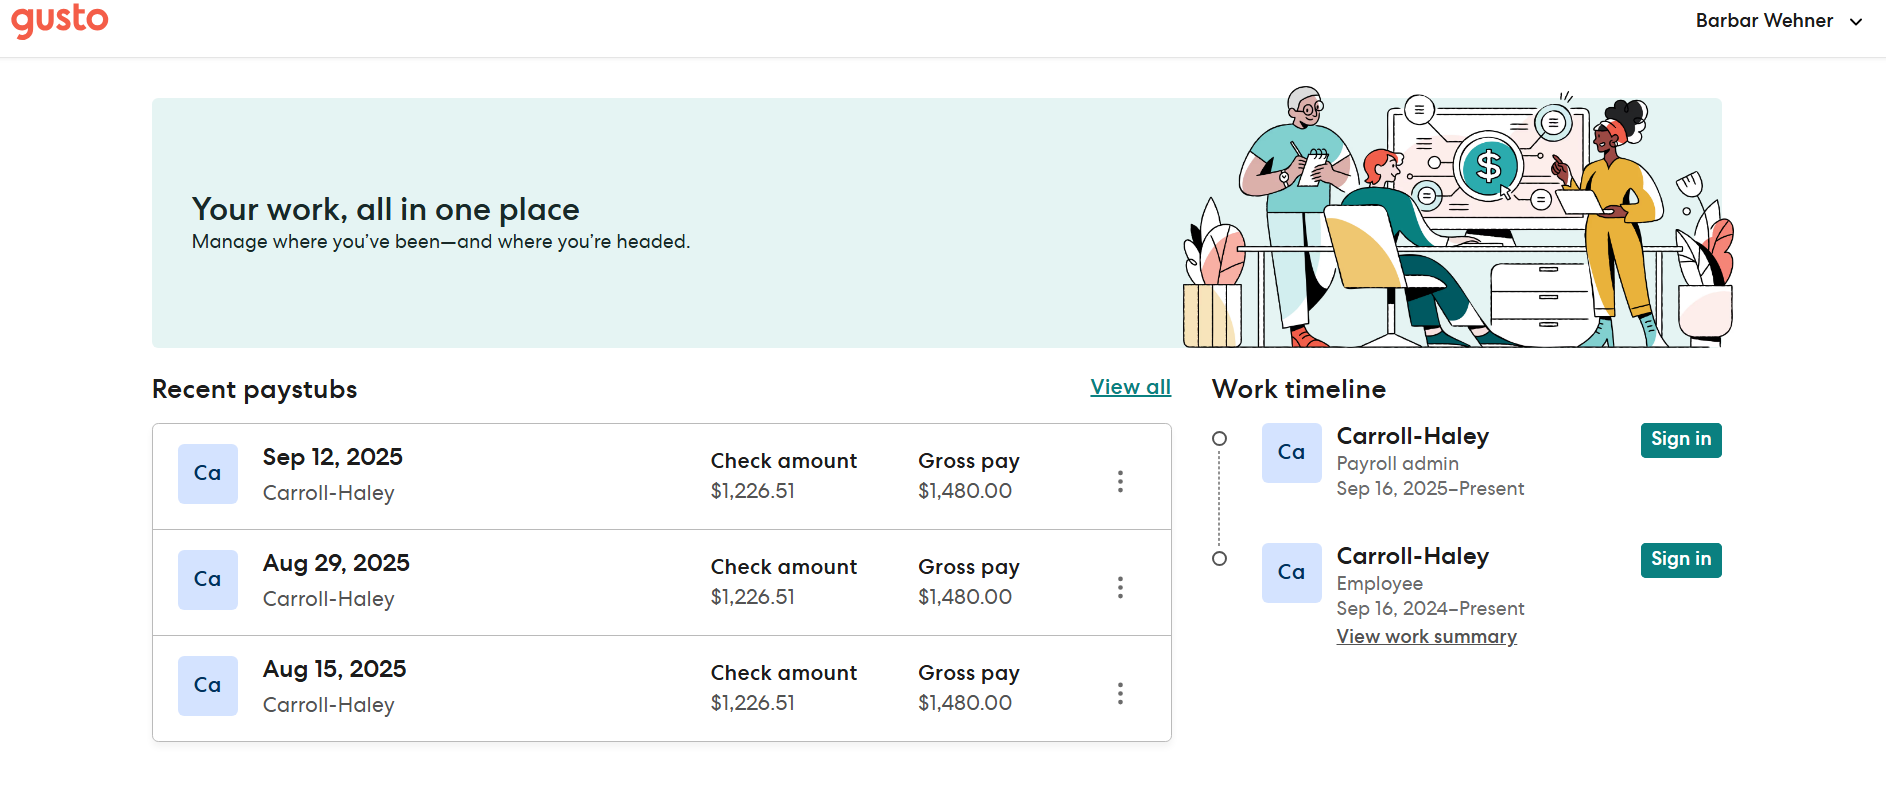 gusto
Barbar Wehner
Your work, all in one place
Manage where you've been—and where you're headed.
$
Recent paystubs
View all
Ca
Sep 12, 2025
Carroll-Haley
Check amount
$1,226.51
Gross pay
$1,480.00
Ca
Aug 29, 2025
Carroll-Haley
Check amount
$1,226.51
Gross pay
$1,480.00
Ca
Aug 15, 2025
Carroll-Haley
Check amount
$1,226.51
Gross pay
$1,480.00
Work timeline
Ca
Carroll-Haley
Payroll admin
Sep 16, 2025–Present
Sign in
Ca
Carroll-Haley
Employee
Sep 16, 2024–Present
View work summary
Sign in